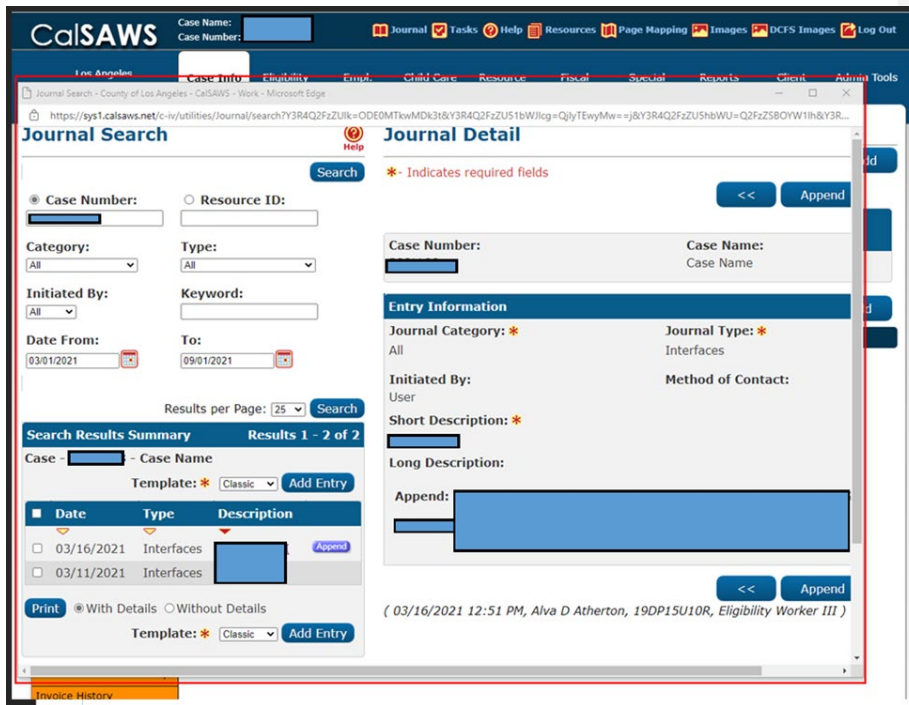 CalSAWS
Case Name:
Case Number:
Journal Tasks Help Resources Page Mapping Images DCFS Images Log Out
Los Angeles Case Info Eligibility Empl. Child Care Resource Fiscal Special Reports Client Admin Tools
Journal Search - County of Los Angeles - CalSAWS - Work - Microsoft Edge
Journal Search
Help
Search
Case Number: Resource ID:
Category: Type:
All All
Initiated By: Keyword:
All
Date From: To:
03/01/2021 09/01/2021
Results per Page: 25 Search
Search Results Summary Results 1 - 2 of 2
Case - - Case Name
Template: * Classic Add Entry
Date Type Description
03/16/2021 Interfaces Append
03/11/2021 Interfaces
Print With Details Without Details
Template: * Classic Add Entry
Journal Detail
*- Indicates required fields
<< Append
Case Number: Case Name:
Case Name
Entry Information
Journal Category: * Journal Type: *
All Interfaces
Initiated By: Method of Contact:
User
Short Description: *
Long Description:
Append:
<< Append
( 03/16/2021 12:51 PM, Alva D Atherton, 19DP15U10R, Eligibility Worker III )
Invoice History